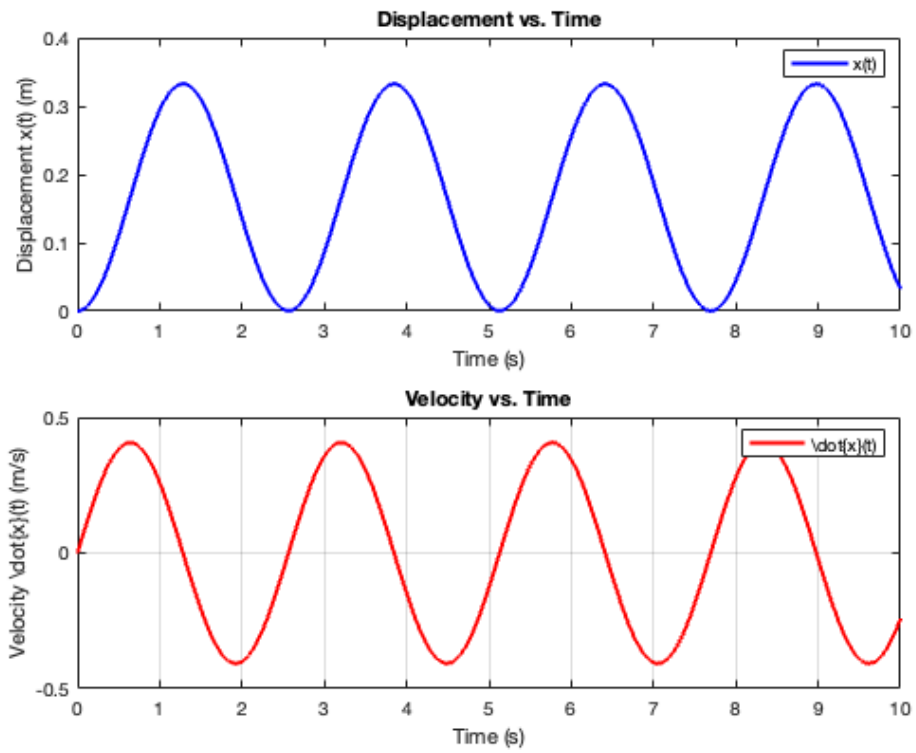 Displacement vs. Time
Displacement x(t) (m)
0.4
0.3
0.2
0.1
0
x(t)
0 1 2 3 4 5 6 7 8 9 10
Time (s)
Velocity vs. Time
Velocity \dot{x}(t) (m/s)
0.5
0
-0.5
\dot{x}(t)
0 1 2 3 4 5 6 7 8 9 10
Time (s)